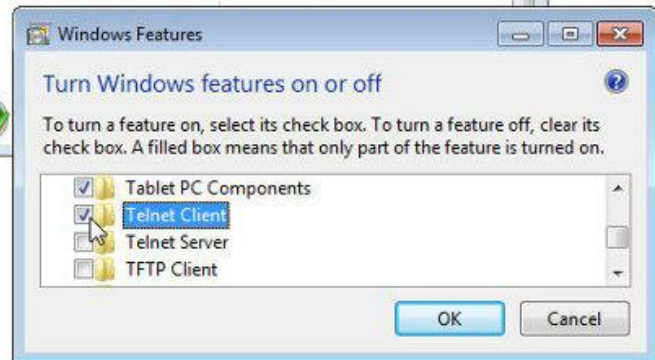 Windows Features
Turn Windows features on or off
To turn a feature on, select its check box. To turn a feature off, clear its
check box. A filled box means that only part of the feature is turned on.
Tablet PC Components
Telnet Client
Telnet Server
TFTP Client
OK Cancel